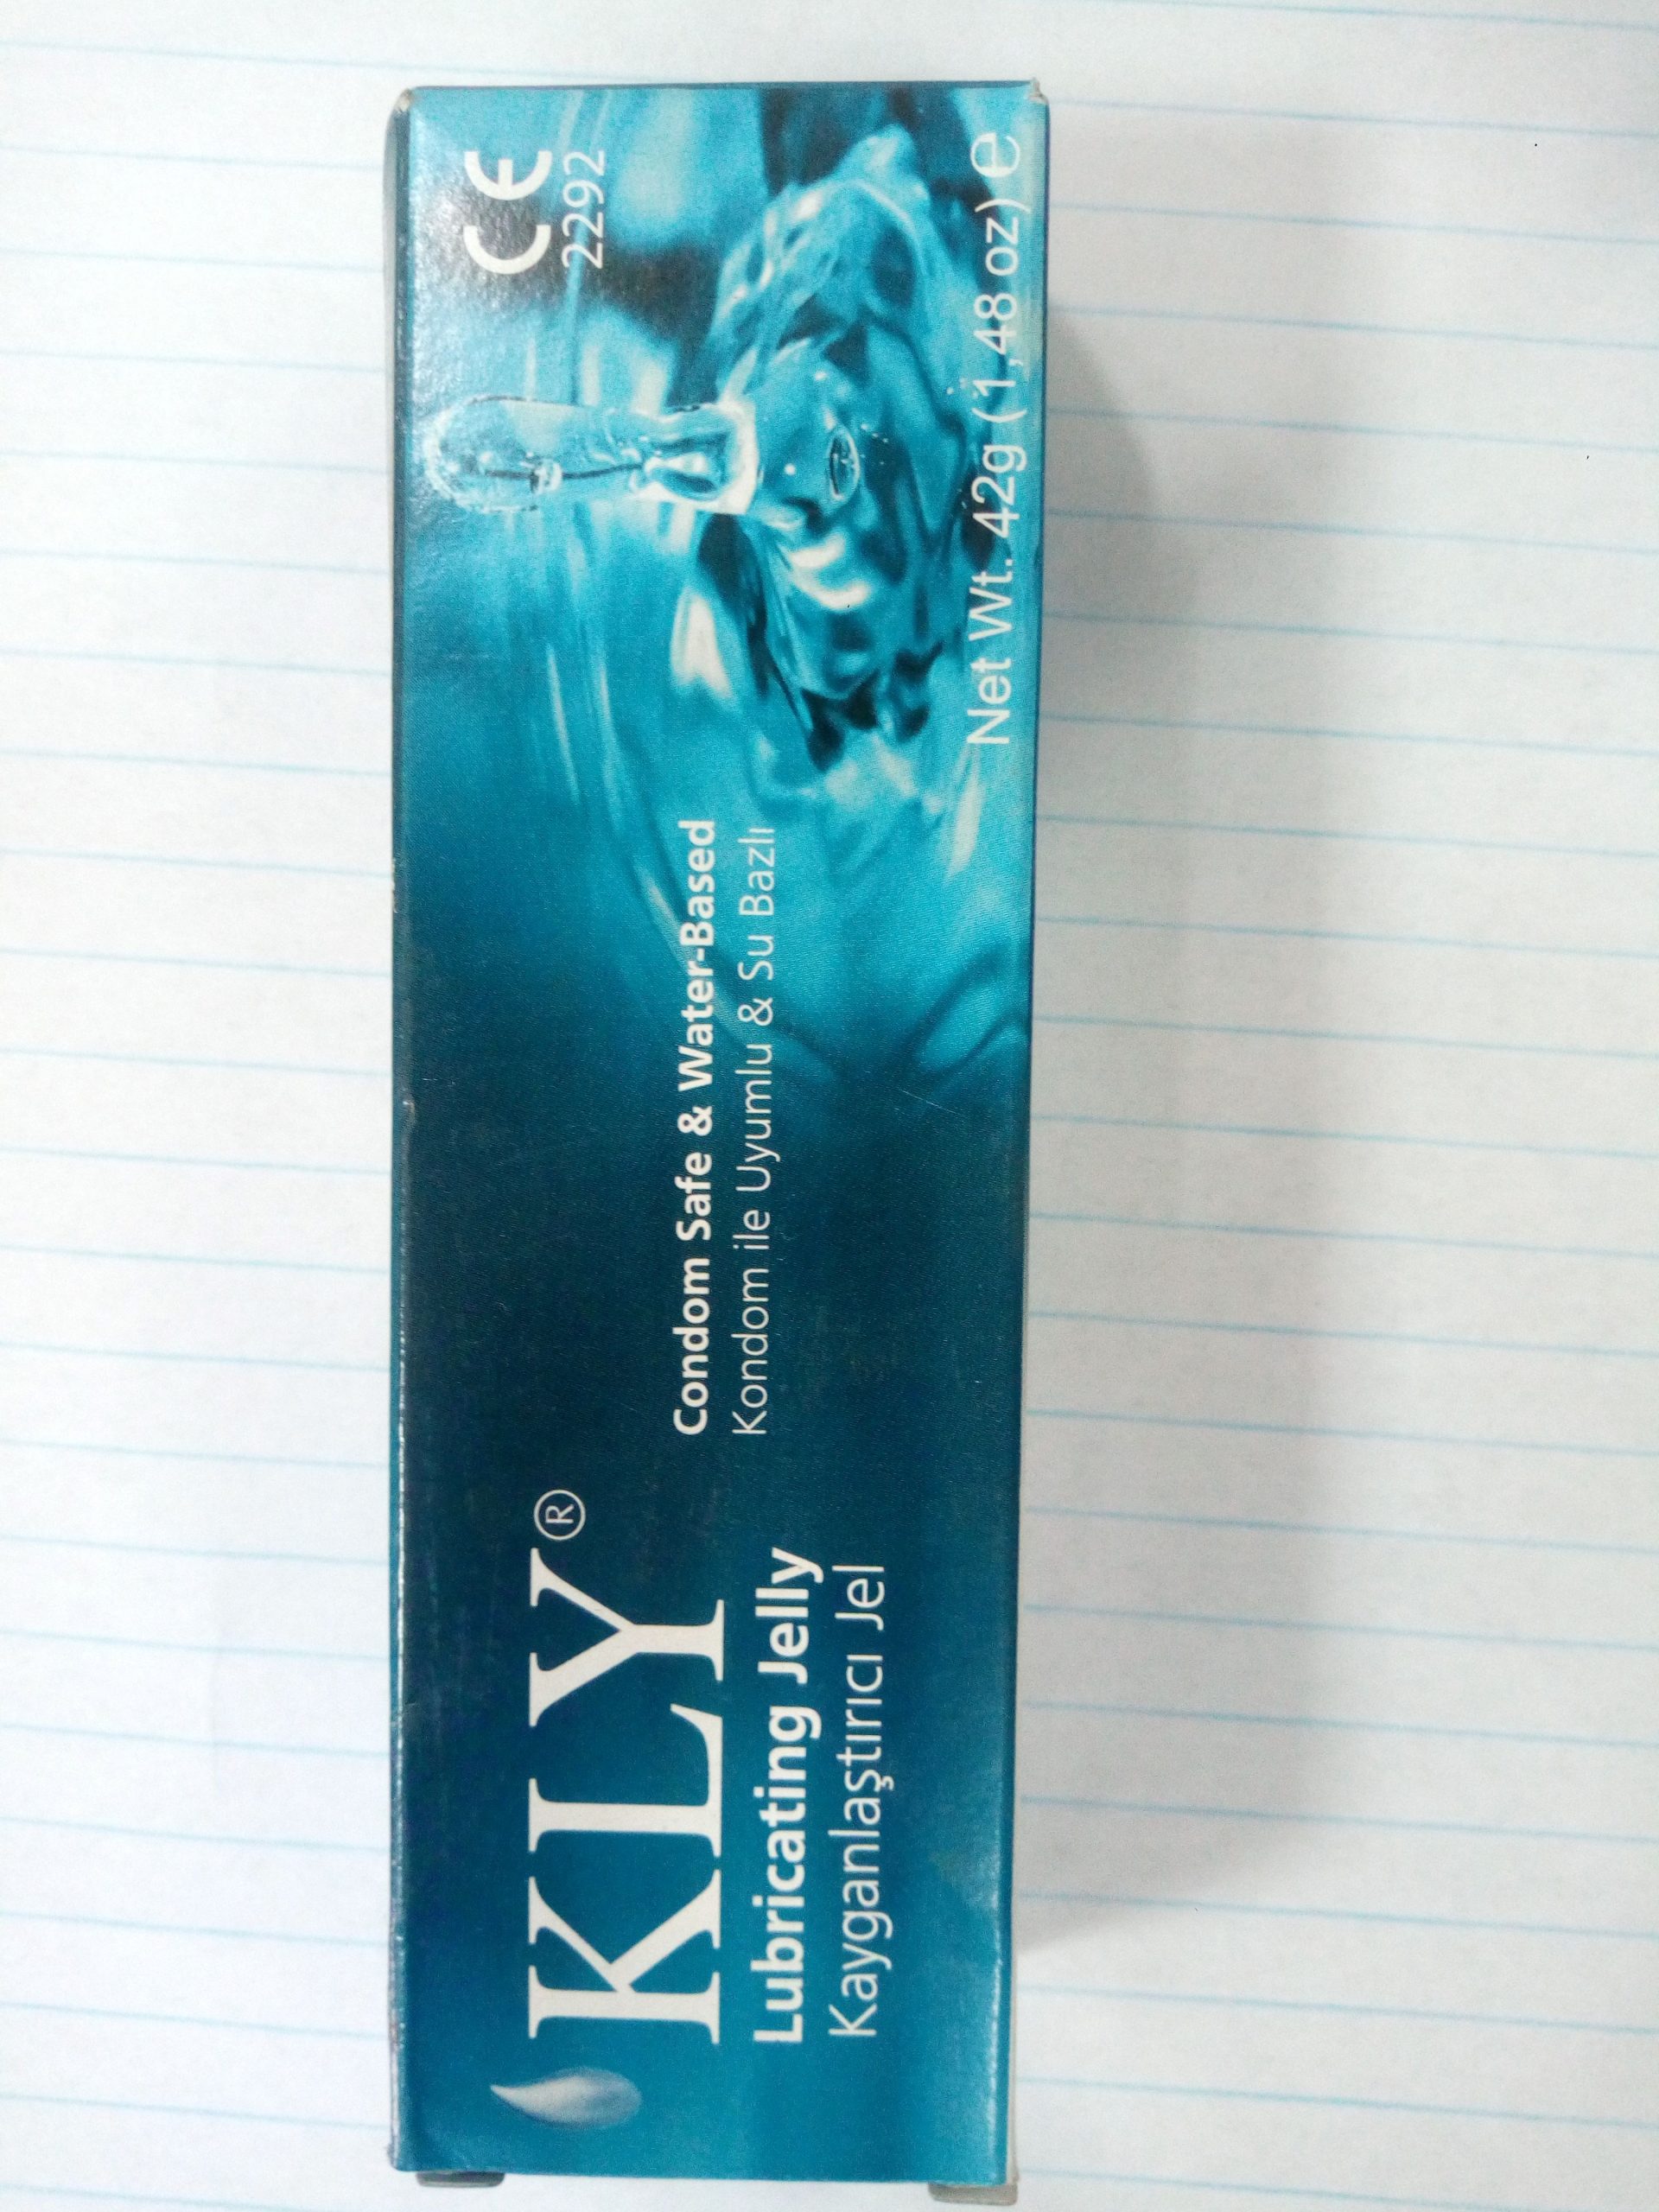 KLY®
Lubricating Jelly
Kayganlaştırıcı Jel
Condom Safe & Water-Based
Kondom ile Uyumlu & Su Bazlı
CE
2292
Net Wt. 42g (1,48 oz) e